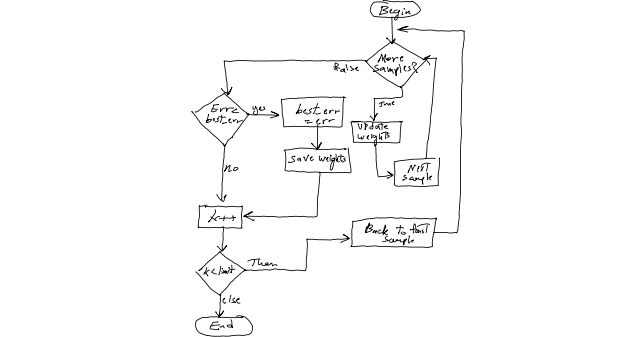 Begin
More
Samples?
False
True
Err<
best err
yes
best err
= err
update
weights
save weights
Next
sample
no
k++
Back to first
sample
k<limit
Then
else
End